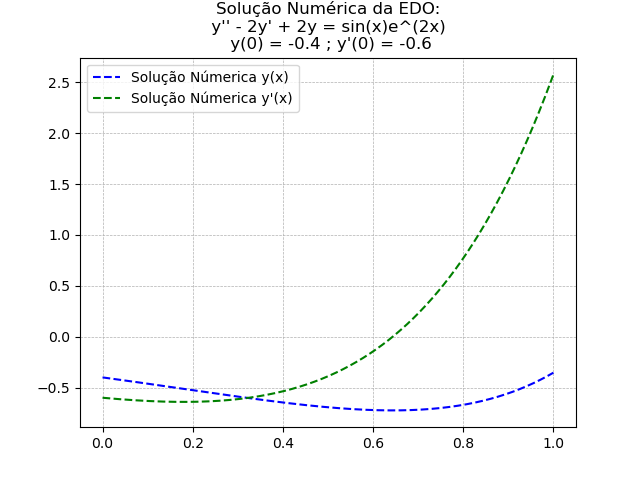 Solução Numérica da EDO:
y'' - 2y' + 2y = sin(x)e^(2x)
y(0) = -0.4 ; y'(0) = -0.6
Solução Númerica y(x)
Solução Númerica y'(x)
2.5
2.0
1.5
1.0
0.5
0.0
−0.5
0.0 0.2 0.4 0.6 0.8 1.0